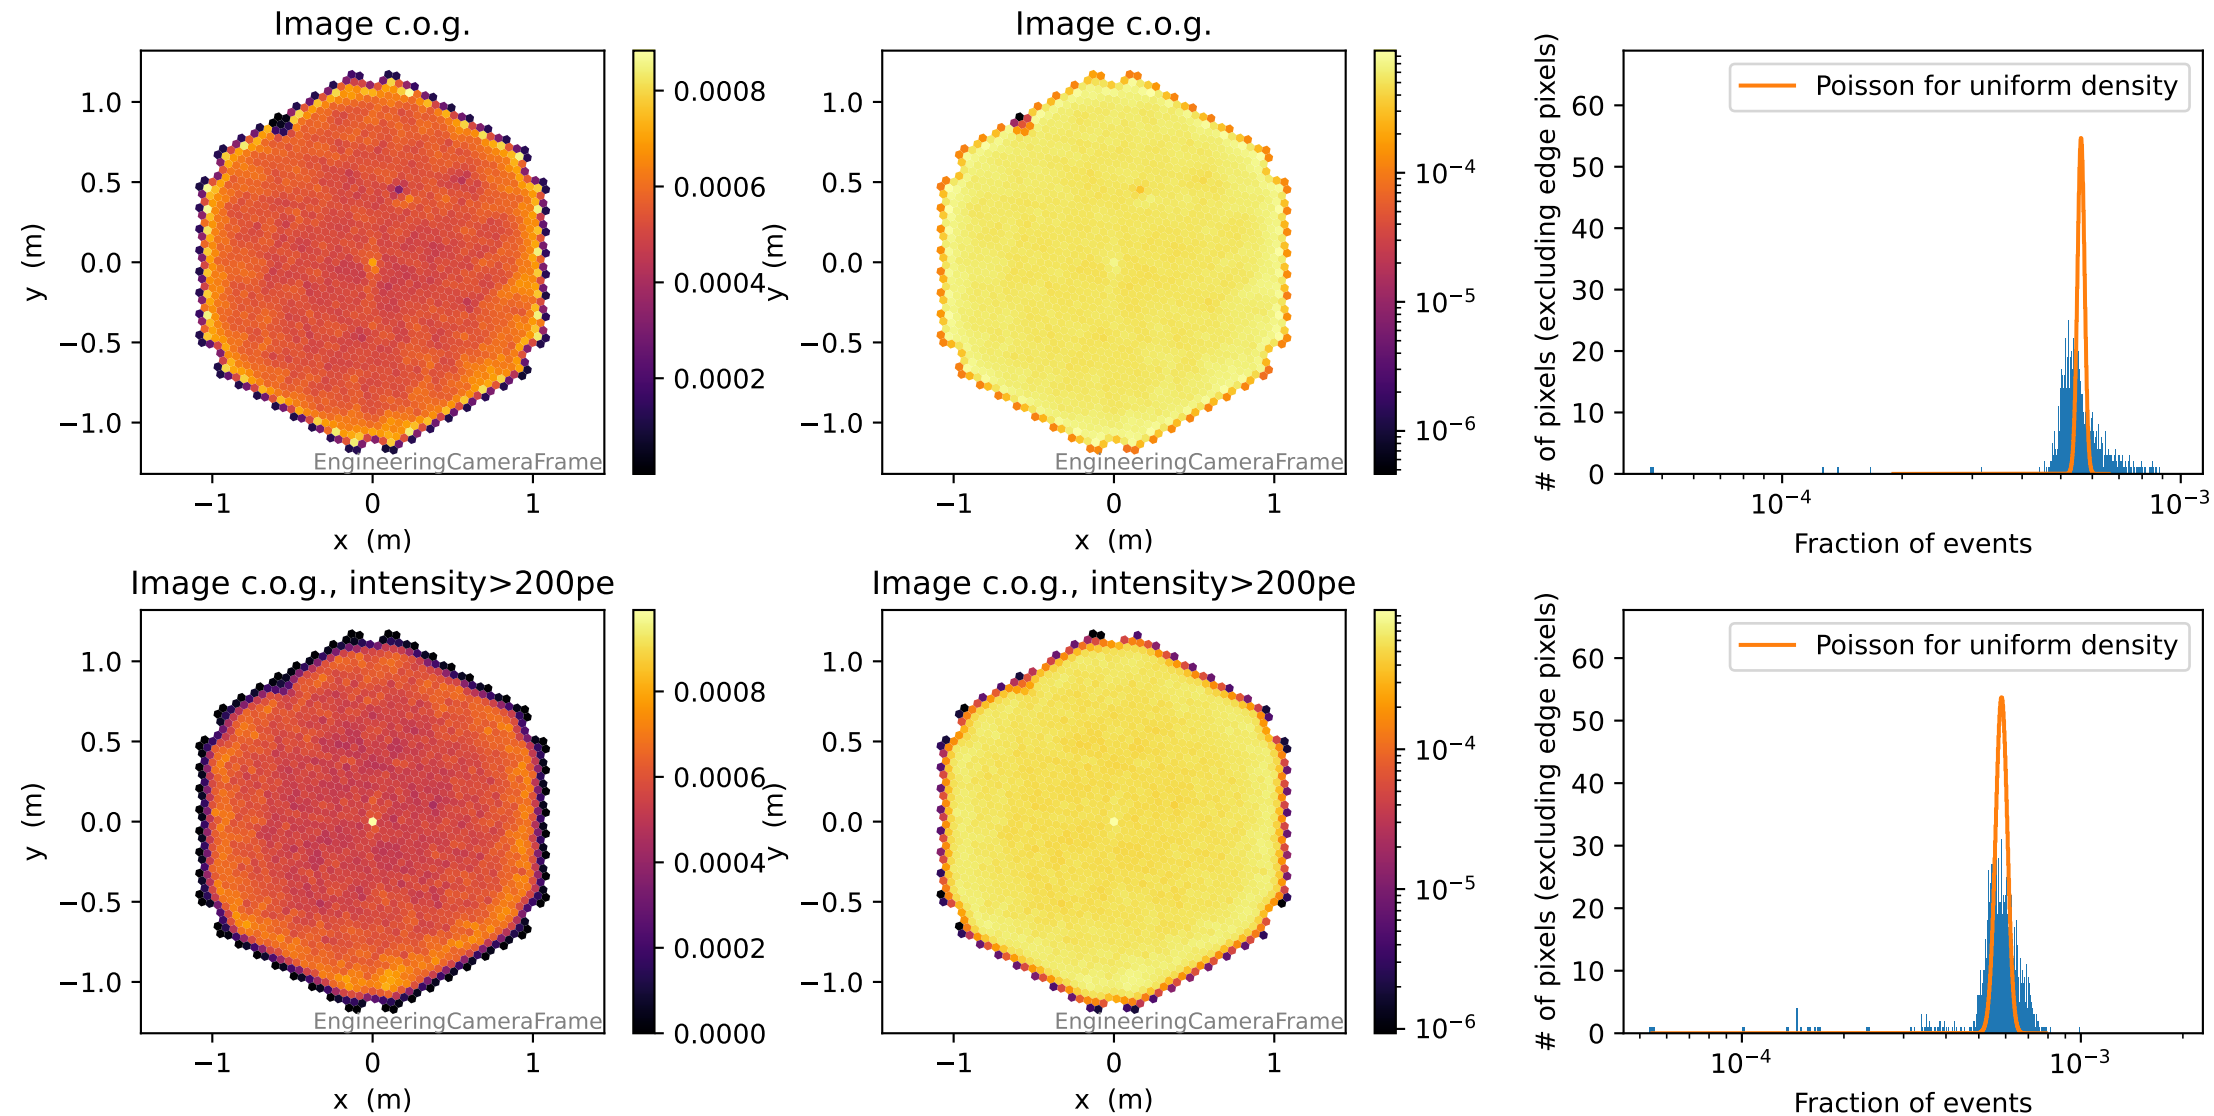 Image c.o.g.
1.0
0.5
0.0
−0.5
−1.0
y (m)
−1 0 1
x (m)
EngineeringCameraFrame
0.0008
0.0006
0.0004
0.0002
Image c.o.g.
1.0
0.5
0.0
−0.5
−1.0
y (m)
−1 0 1
x (m)
EngineeringCameraFrame
10−4
10−5
10−6
Poisson for uniform density
# of pixels (excluding edge pixels)
60
50
40
30
20
10
0
10−4 10−3
Fraction of events
Image c.o.g., intensity>200pe
1.0
0.5
0.0
−0.5
−1.0
y (m)
−1 0 1
x (m)
EngineeringCameraFrame
0.0008
0.0006
0.0004
0.0002
0.0000
Image c.o.g., intensity>200pe
1.0
0.5
0.0
−0.5
−1.0
y (m)
−1 0 1
x (m)
EngineeringCameraFrame
10−4
10−5
10−6
Poisson for uniform density
# of pixels (excluding edge pixels)
60
50
40
30
20
10
0
10−4 10−3
Fraction of events